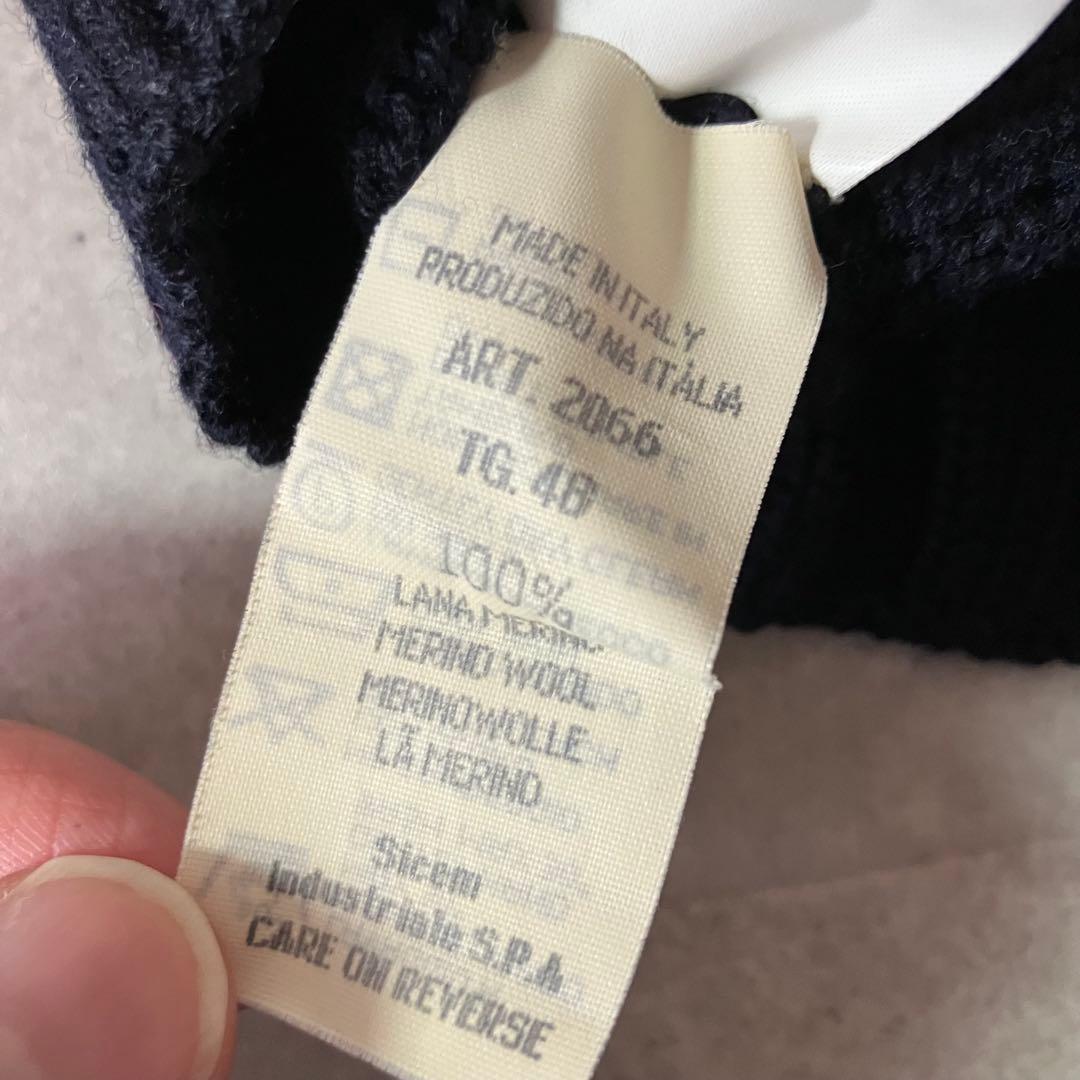 MADE IN ITALY
PRODUZIDO NA ITÁLIA
ART. 2066
TG. 48
100%
LANA MERINO
MERINO WOOL
MERINOWOLLE
LÃ MERINO
Sicem
Industriale S.P.A.
CARE ON REVERSE